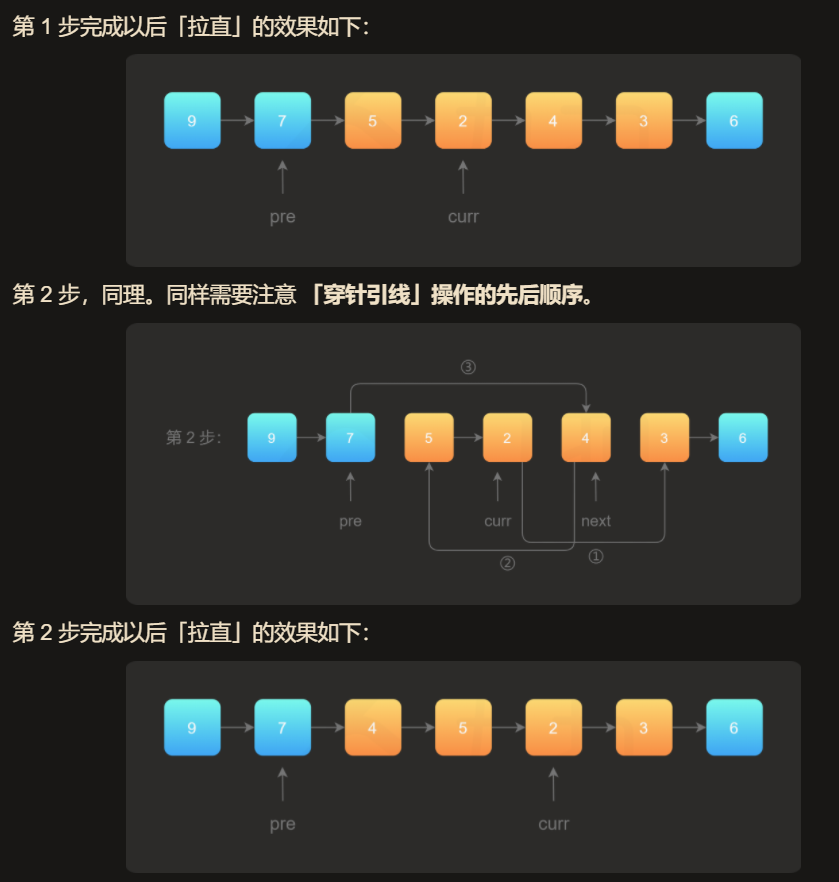 第 1 步完成以后「拉直」的效果如下：
9 7 5 2 4 3 6
pre curr
第 2 步，同理。同样需要注意 「穿针引线」操作的先后顺序。
③
第 2 步： 9 7 5 2 4 3 6
pre curr next
② ①
第 2 步完成以后「拉直」的效果如下：
9 7 4 5 2 3 6
pre curr